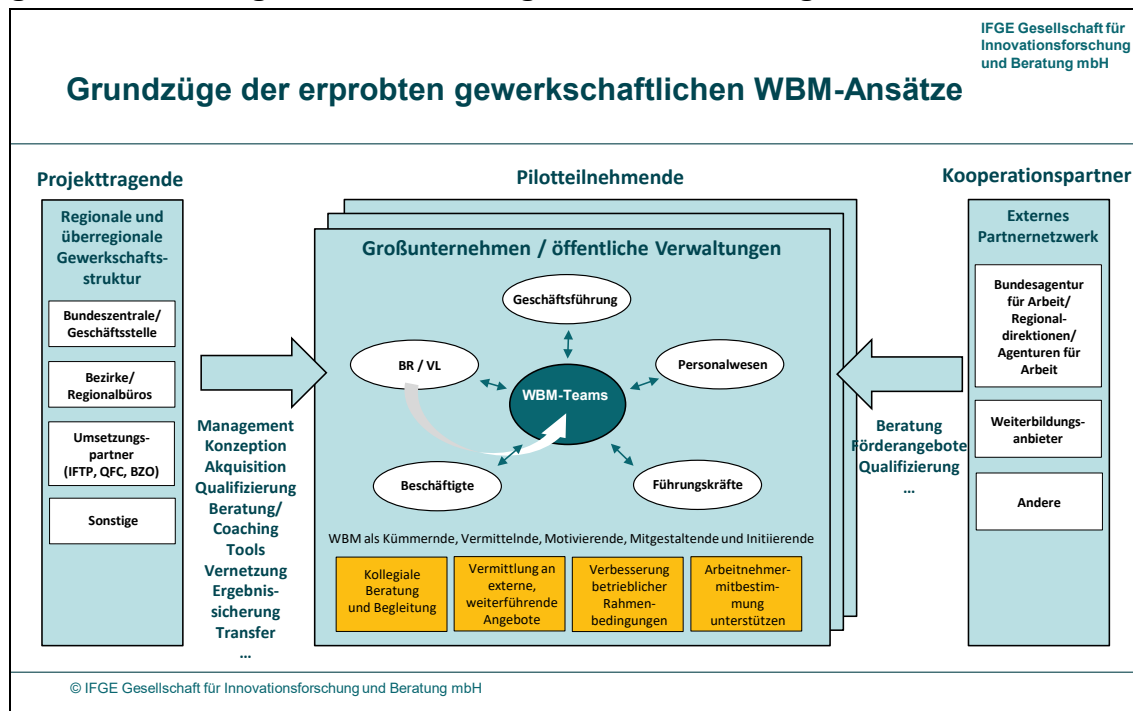 IFGE Gesellschaft für
Innovationsforschung
und Beratung mbH
Grundzüge der erprobten gewerkschaftlichen WBM-Ansätze
Projekttragende
Regionale und
überregionale
Gewerkschafts-
struktur
Bundeszentrale/
Geschäftsstelle
Bezirke/
Regionalbüros
Umsetzungs-
partner
(IFTP, QFC, BZO)
Sonstige
Management
Konzeption
Akquisition
Qualifizierung
Beratung/
Coaching
Tools
Vernetzung
Ergebnis-
sicherung
Transfer
…
Pilotteilnehmende
Großunternehmen / öffentliche Verwaltungen
Geschäftsführung
BR / VL
Personalwesen
WBM-Teams
Beschäftigte
Führungskräfte
WBM als Kümmernde, Vermittelnde, Motivierende, Mitgestaltende und Initiierende
Kollegiale
Beratung
und Begleitung
Vermittlung an
externe,
weiterführende
Angebote
Verbesserung
betrieblicher
Rahmen-
bedingungen
Arbeitnehmer-
mitbestim-
mung
unterstützen
Beratung
Förderangebote
Qualifizierung
…
Kooperationspartner
Externes
Partnernetzwerk
Bundesagentur
für Arbeit/
Regional-
direktionen/
Agenturen für
Arbeit
Weiterbildungs-
anbieter
Andere
© IFGE Gesellschaft für Innovationsforschung und Beratung mbH